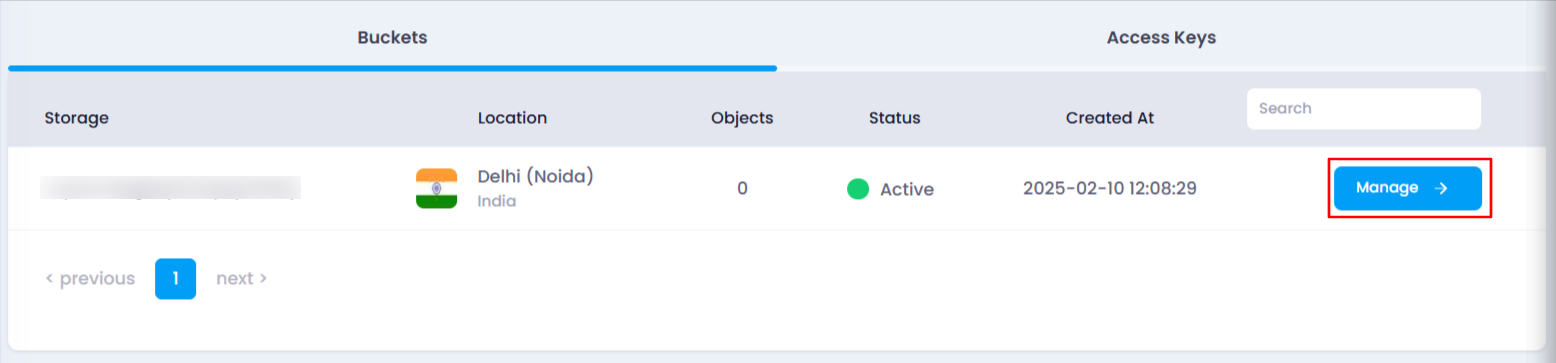 Buckets Access Keys
Storage Location Objects Status Created At Search
Delhi (Noida)
India
0 Active 2025-02-10 12:08:29 Manage →
< previous 1 next >